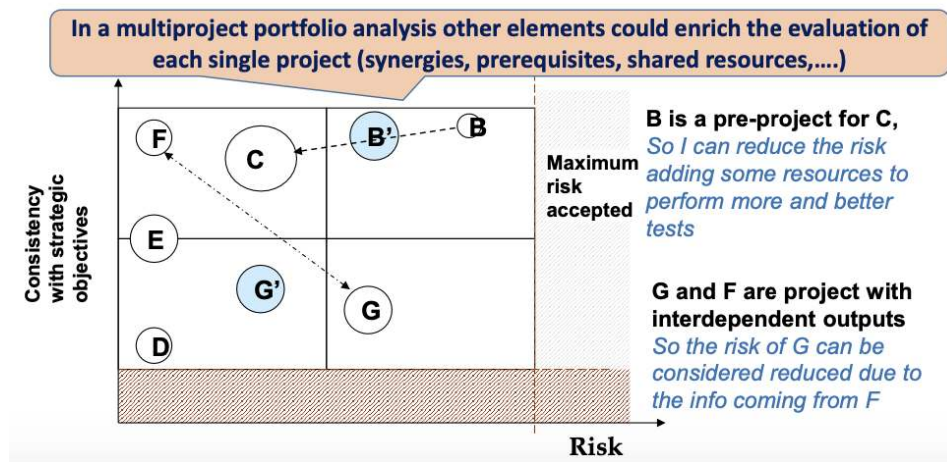 In a multiproject portfolio analysis other elements could enrich the evaluation of
each single project (synergies, prerequisites, shared resources,….)
Consistency
with strategic
objectives
F
C
B’
B
E
G’
G
D
Maximum
risk
accepted
Risk
B is a pre-project for C,
So I can reduce the risk
adding some resources to
perform more and better
tests
G and F are project with
interdependent outputs
So the risk of G can be
considered reduced due to
the info coming from F